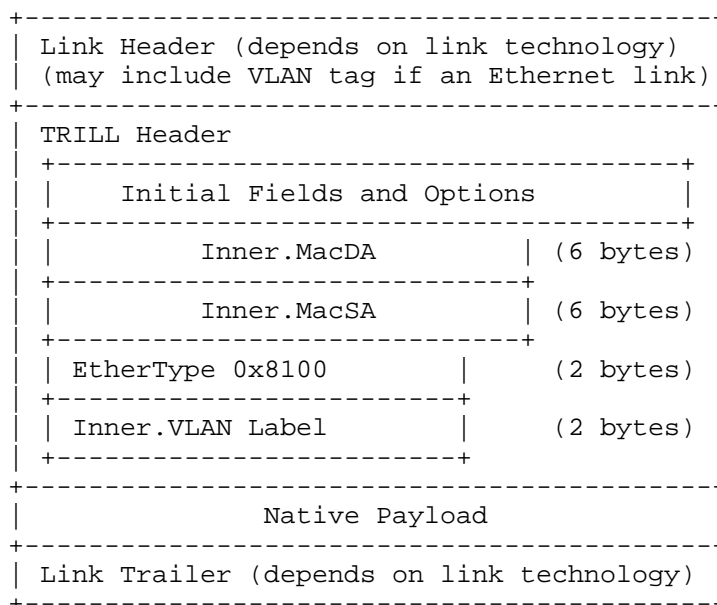 +--------------------------------------------
| Link Header (depends on link technology)
| (may include VLAN tag if an Ethernet link)
+--------------------------------------------
| TRILL Header
| +---------------------------------------+
| |    Initial Fields and Options         |
| +---------------------------------------+
| |         Inner.MacDA         | (6 bytes)
| +-----------------------------+
| |         Inner.MacSA         | (6 bytes)
| +-----------------------------+
| | EtherType 0x8100        |     (2 bytes)
| +-------------------------+
| | Inner.VLAN Label        |     (2 bytes)
| +-------------------------+
+--------------------------------------------
|               Native Payload
+--------------------------------------------
| Link Trailer (depends on link technology)
+--------------------------------------------